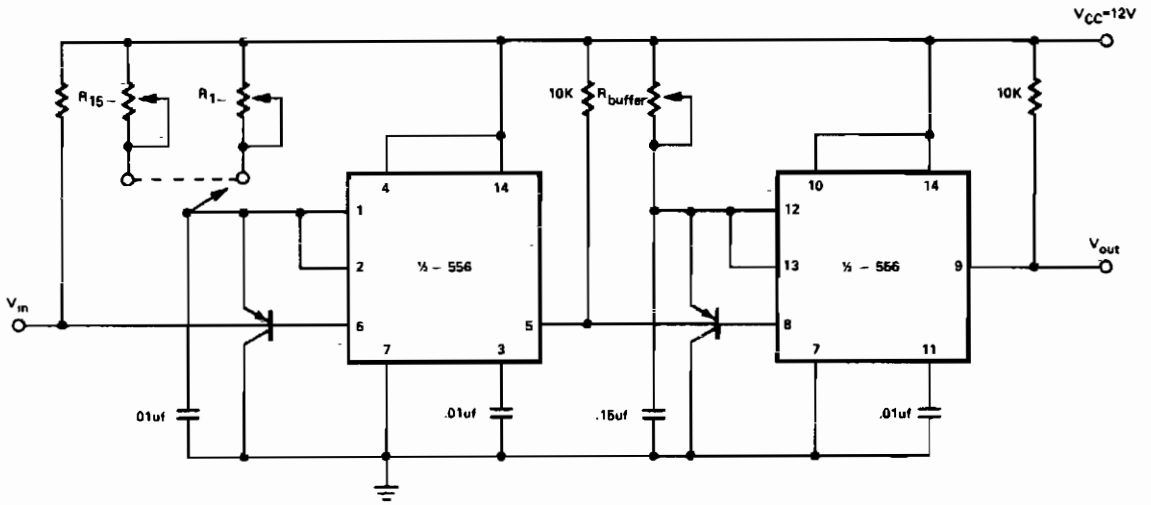 V_CC=12V
R_15 R_1 10K R_buffer 10K
4 14 10 14
1 12
2 ½ – 556 13 ½ – 556 9 V_out
V_in
6 5 8
7 3 7 11
01uf .01uf .15uf .01uf